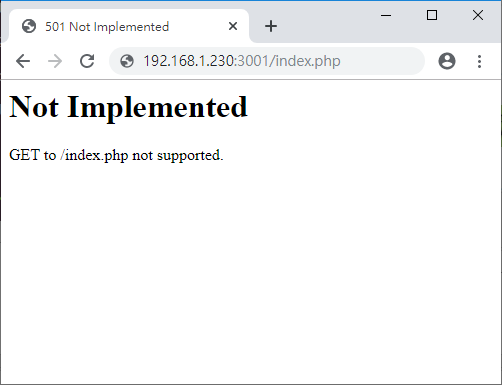 501 Not Implemented
192.168.1.230:3001/index.php
Not Implemented
GET to /index.php not supported.